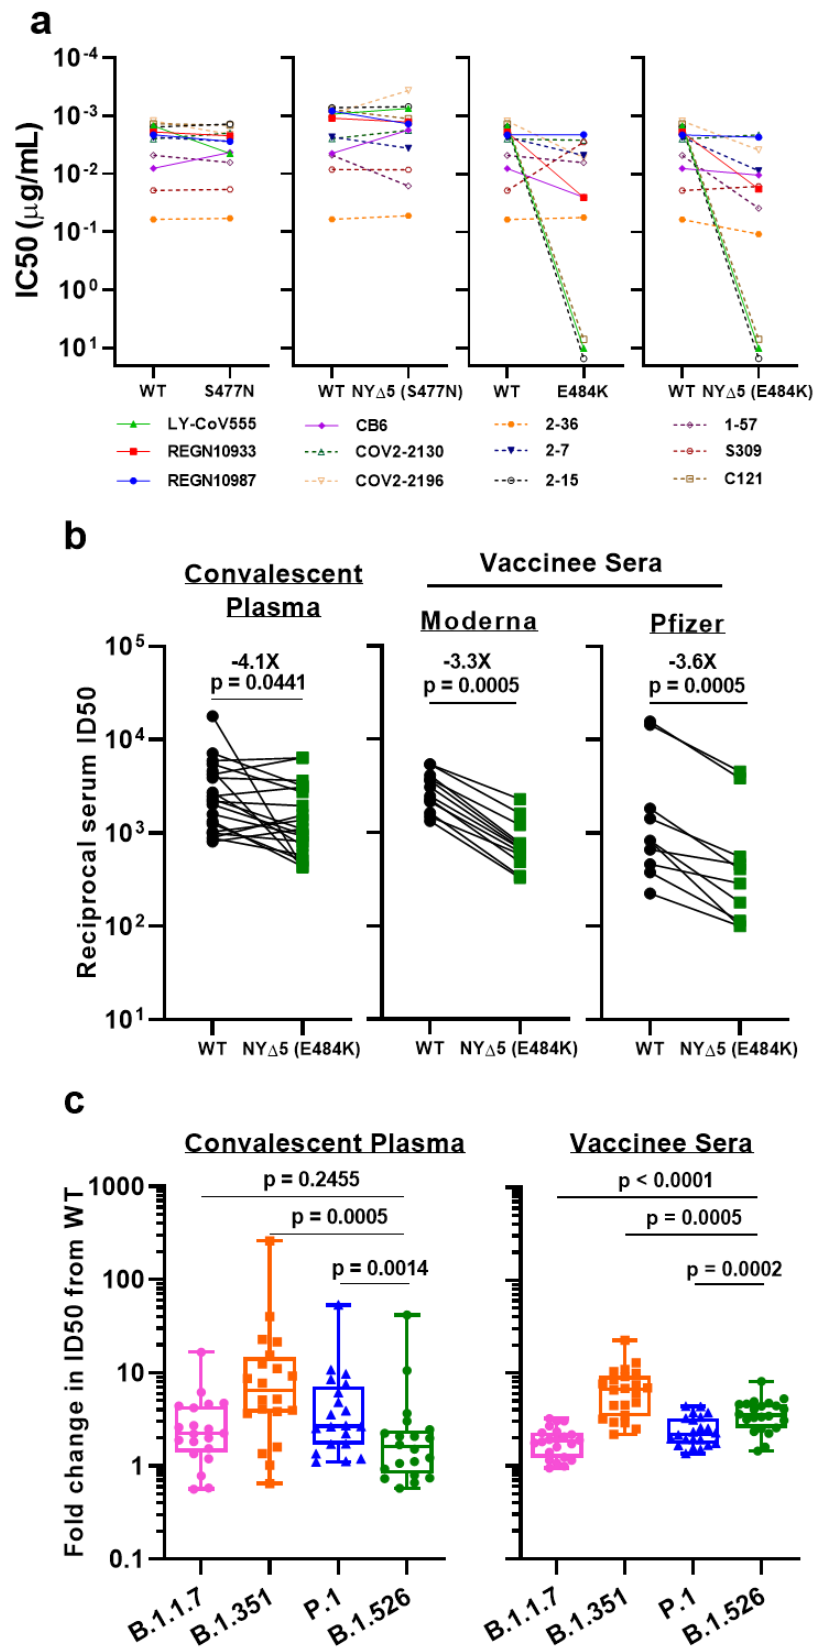 a
IC50 (μg/mL)
10-4
10-3
10-2
10-1
100
101
WT S477N
WT NYΔ5 (S477N)
WT E484K
WT NYΔ5 (E484K)
LY-CoV555
REGN10933
REGN10987
CB6
COV2-2130
COV2-2196
2-36
2-7
2-15
1-57
S309
C121
b
Convalescent
Plasma
Vaccinee Sera
Moderna
Pfizer
Reciprocal serum ID50
105
104
103
102
101
-4.1X
p = 0.0441
-3.3X
p = 0.0005
-3.6X
p = 0.0005
WT NYΔ5 (E484K)
WT NYΔ5 (E484K)
WT NYΔ5 (E484K)
c
Convalescent Plasma
Vaccinee Sera
Fold change in ID50 from WT
1000
100
10
1
0.1
p = 0.2455
p = 0.0005
p = 0.0014
p < 0.0001
p = 0.0005
p = 0.0002
B.1.1.7
B.1.351
P.1
B.1.526
B.1.1.7
B.1.351
P.1
B.1.526